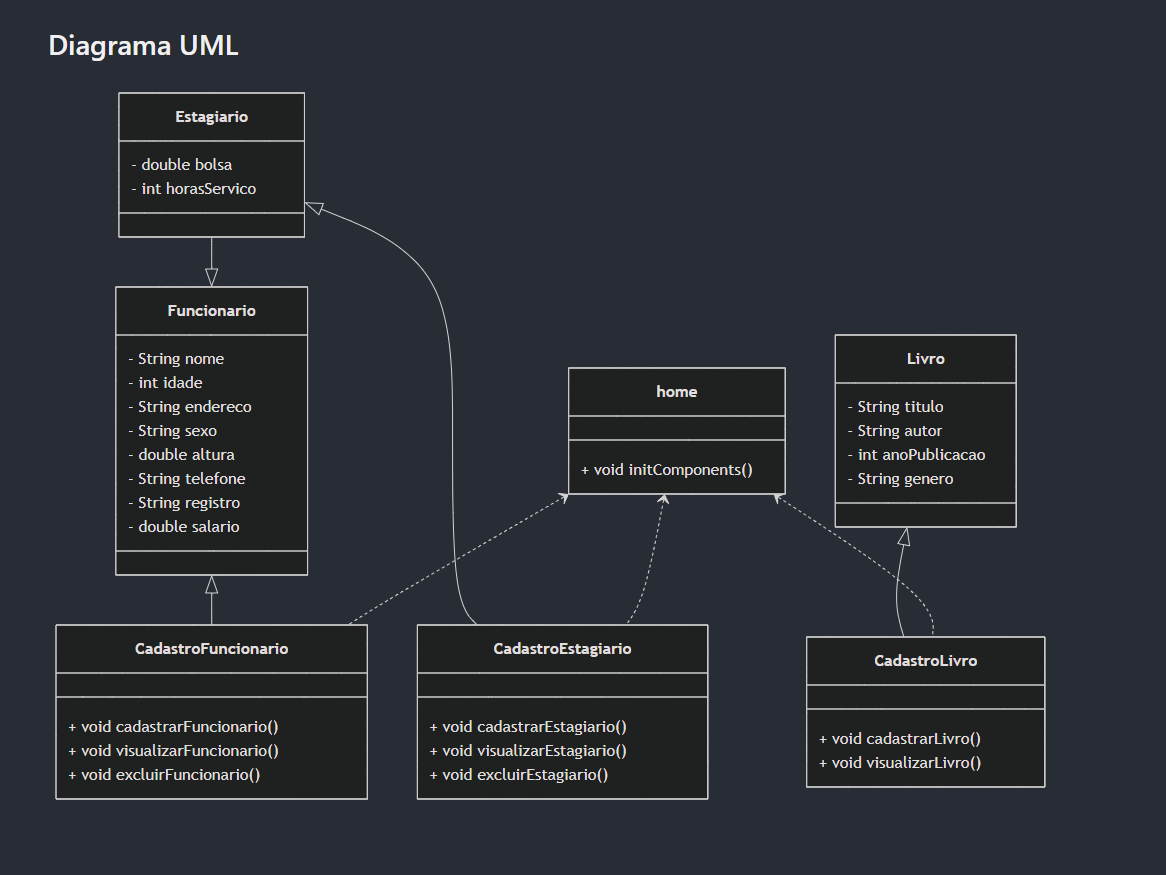 Diagrama UML
Estagiario
- double bolsa
- int horasServico
Funcionario
- String nome
- int idade
- String endereco
- String sexo
- double altura
- String telefone
- String registro
- double salario
home
+ void initComponents()
Livro
- String titulo
- String autor
- int anoPublicacao
- String genero
CadastroFuncionario
+ void cadastrarFuncionario()
+ void visualizarFuncionario()
+ void excluirFuncionario()
CadastroEstagiario
+ void cadastrarEstagiario()
+ void visualizarEstagiario()
+ void excluirEstagiario()
CadastroLivro
+ void cadastrarLivro()
+ void visualizarLivro()